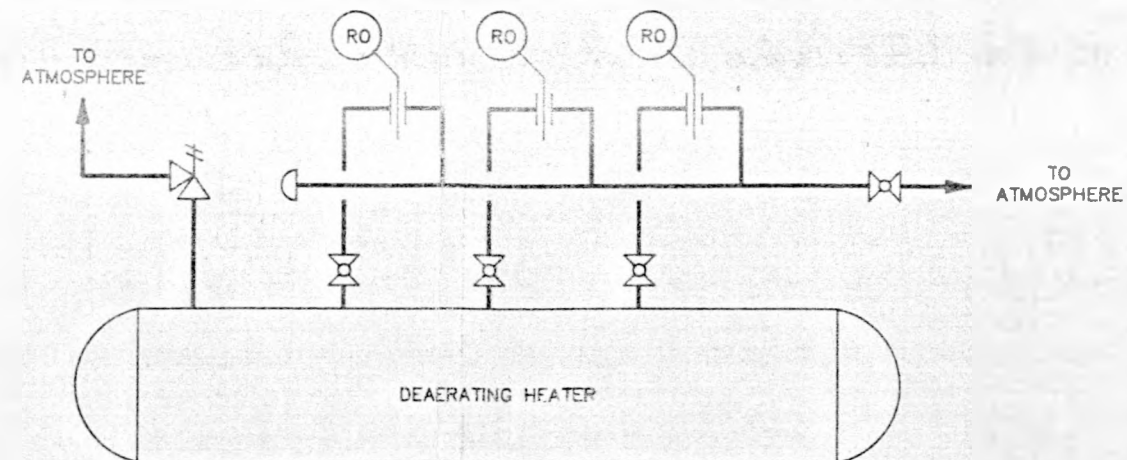 RO
RO
RO
TO
ATMOSPHERE
TO
ATMOSPHERE
DEAERATING HEATER